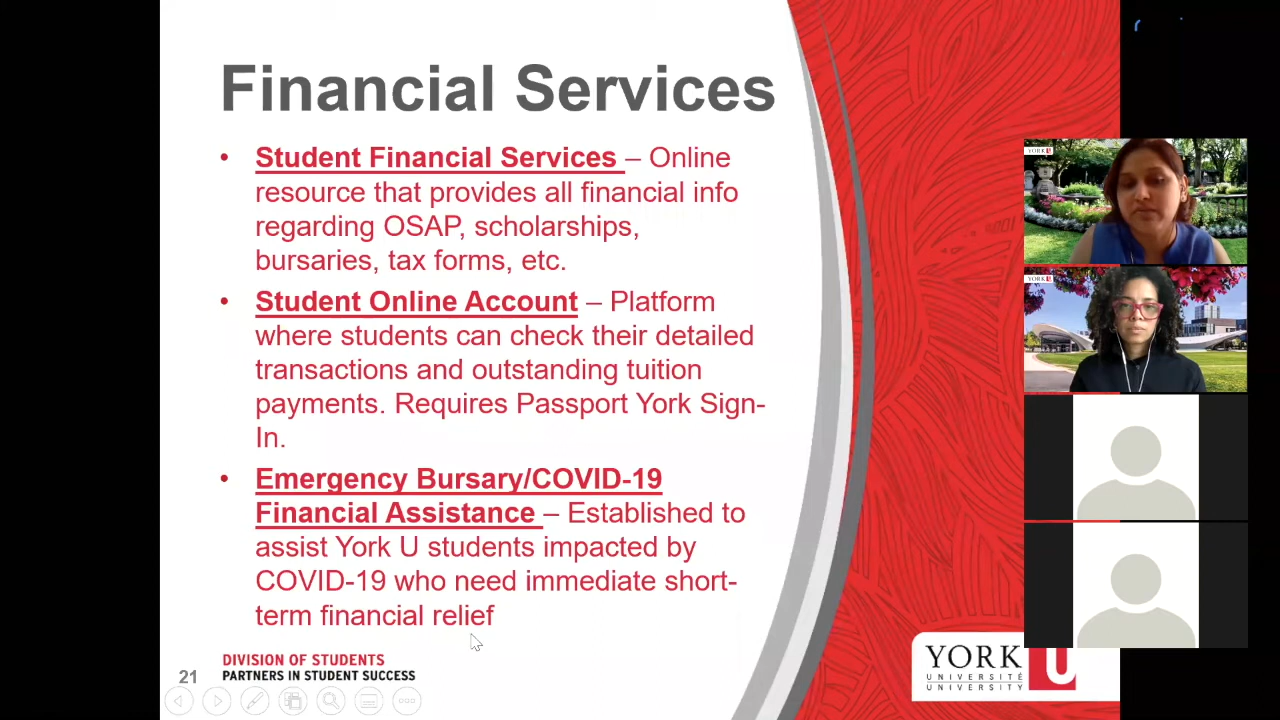 Financial Services
• Student Financial Services – Online
resource that provides all financial info
regarding OSAP, scholarships,
bursaries, tax forms, etc.
• Student Online Account – Platform
where students can check their detailed
transactions and outstanding tuition
payments. Requires Passport York Sign-
In.
• Emergency Bursary/COVID-19
Financial Assistance – Established to
assist York U students impacted by
COVID-19 who need immediate short-
term financial relief
21
DIVISION OF STUDENTS
PARTNERS IN STUDENT SUCCESS
YORK U
UNIVERSITÉ
UNIVERSITY
YORK U
YORK U